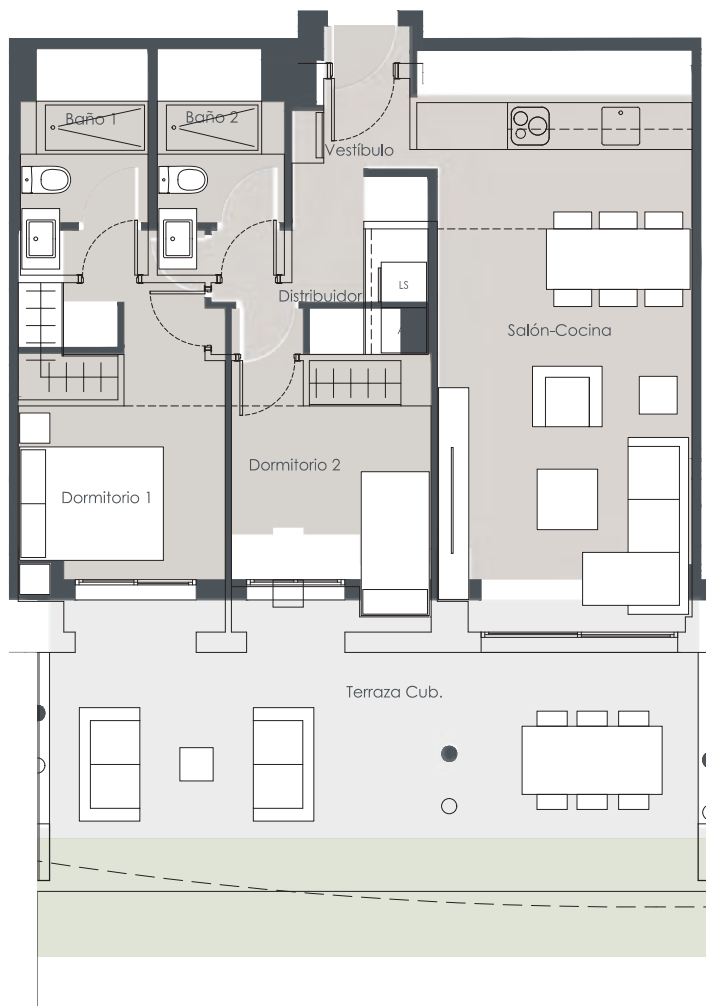 Baño 1
Baño 2
Vestíbulo
Distribuidor
LS
A
Salón-Cocina
Dormitorio 2
Dormitorio 1
Terraza Cub.